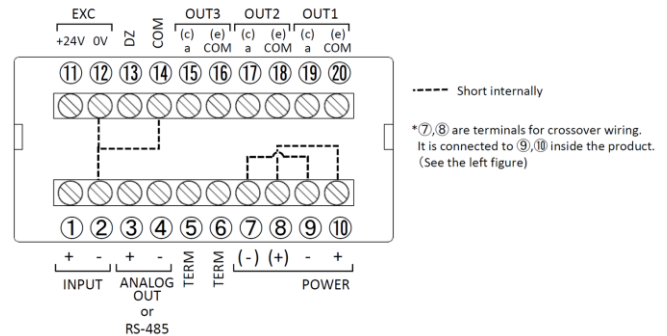 EXC OUT3 OUT2 OUT1
+24V 0V DZ COM (c) a (e) COM (c) a (e) COM (c) a (e) COM
⑪ ⑫ ⑬ ⑭ ⑮ ⑯ ⑰ ⑱ ⑲ ⑳
Short internally
*⑦,⑧ are terminals for crossover wiring.
It is connected to ⑨,⑩ inside the product.
(See the left figure)
① ② ③ ④ ⑤ ⑥ ⑦ ⑧ ⑨ ⑩
+ - + - TERM TERM (-) (+) - +
INPUT ANALOG POWER
OUT
or
RS-485